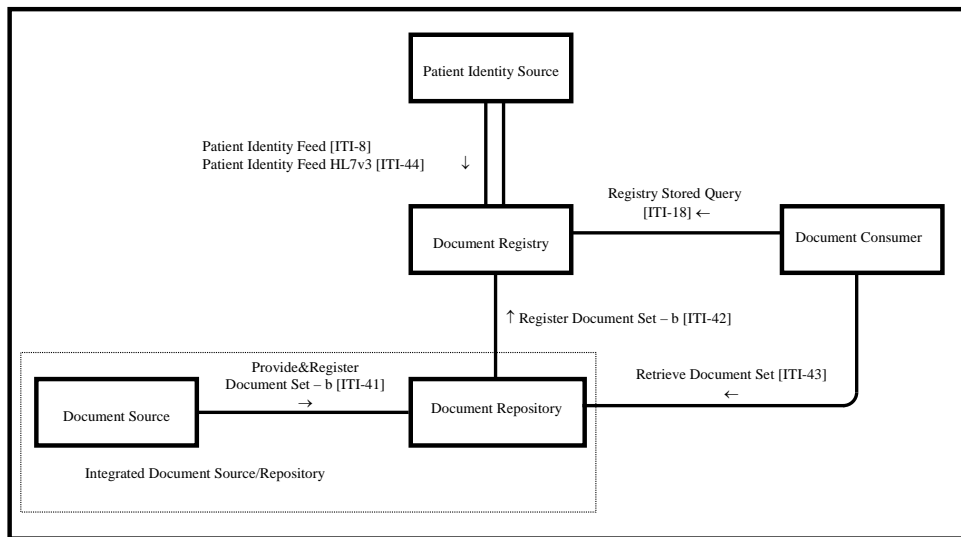 Patient Identity Source
Patient Identity Feed [ITI-8]
Patient Identity Feed HL7v3 [ITI-44] ↓
Registry Stored Query
[ITI-18] ←
Document Registry
Document Consumer
↑ Register Document Set – b [ITI-42]
Provide&Register
Document Set – b [ITI-41]
→
Retrieve Document Set [ITI-43]
←
Document Source
Document Repository
Integrated Document Source/Repository